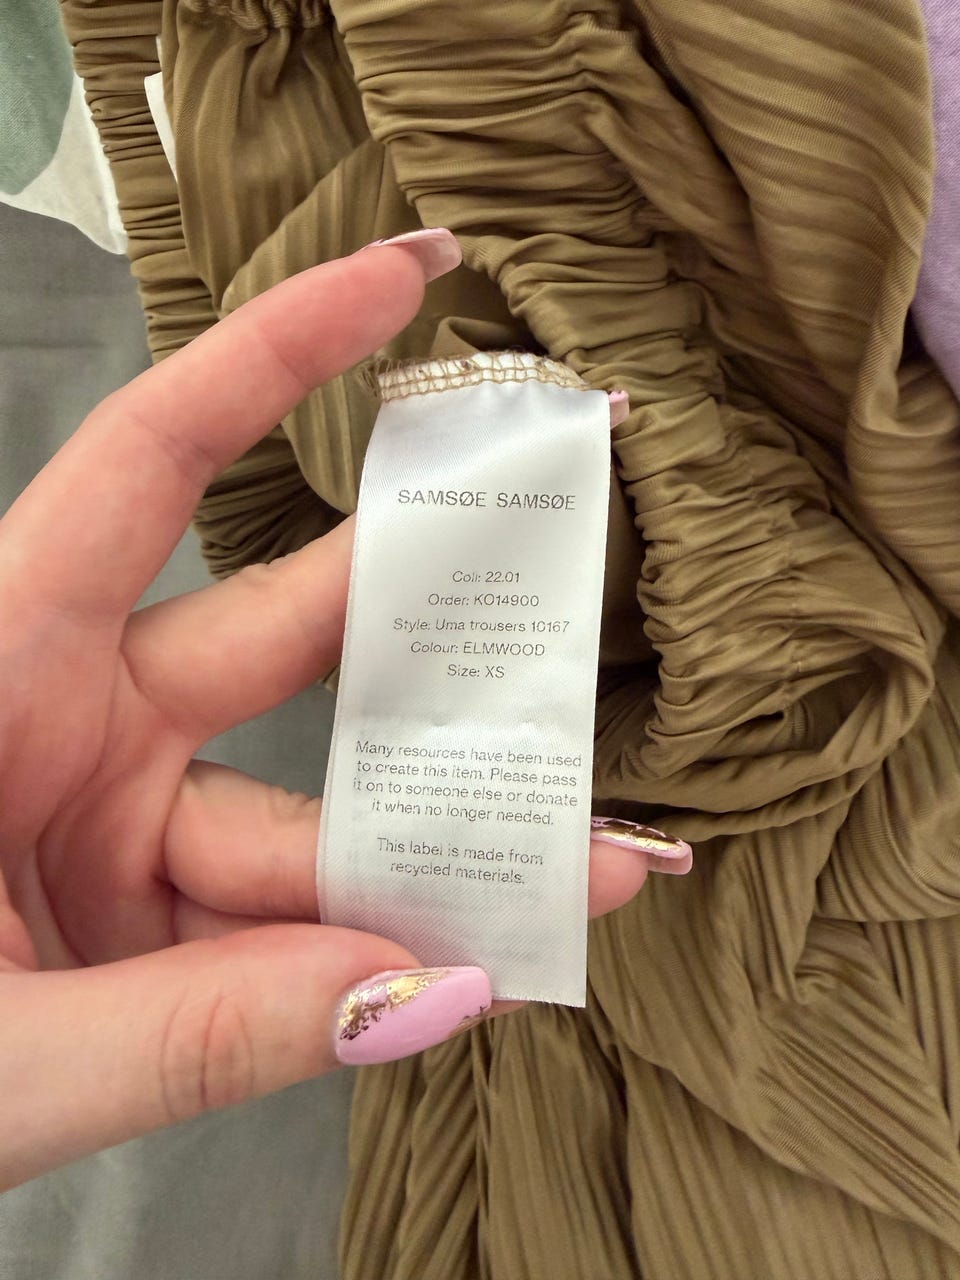 SAMSØE SAMSØE
Coll: 22.01
Order: KO14900
Style: Uma trousers 10167
Colour: ELMWOOD
Size: XS
Many resources have been used
to create this item. Please pass
it on to someone else or donate
it when no longer needed.
This label is made from
recycled materials.